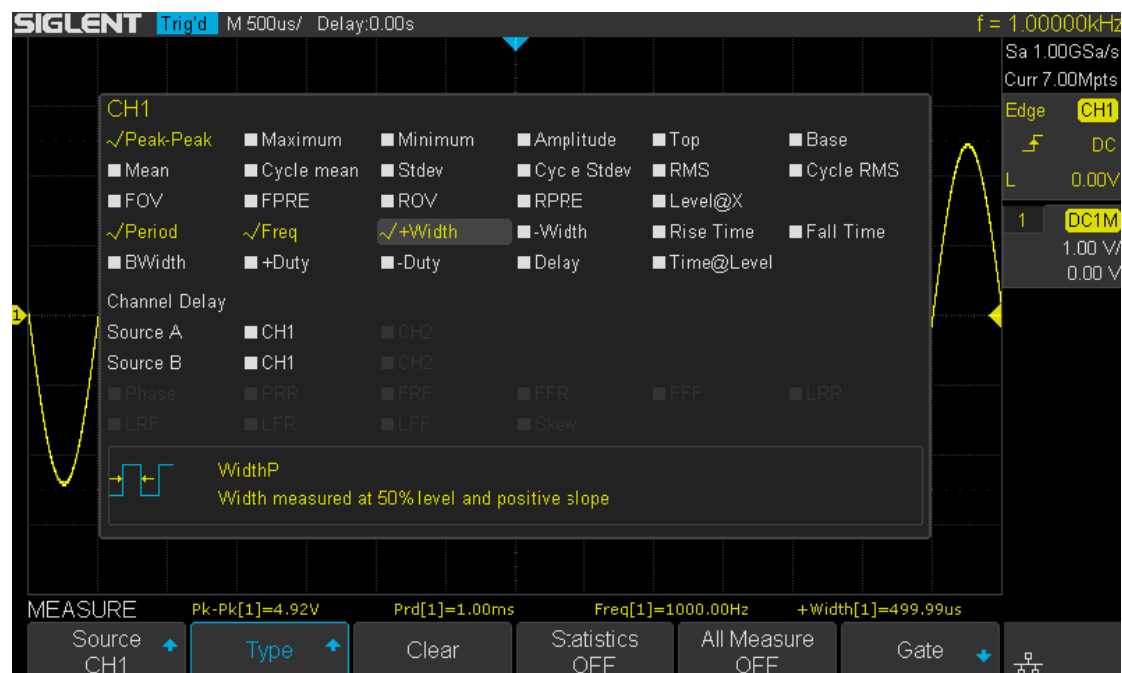 SIGLENT Trig'd M 500us/ Delay:0.00s f = 1.00000kHz
Sa 1.00GSa/s
Curr 7.00Mpts
Edge CH1
DC
L 0.00V
1 DC1M
1.00 V/
0.00 V
CH1
Peak-Peak Maximum Minimum Amplitude Top Base
Mean Cycle mean Stdev Cyc e Stdev RMS Cycle RMS
FOV FPRE ROV RPRE Level@X
Period Freq +Width -Width Rise Time Fall Time
BWidth +Duty -Duty Delay Time@Level
Channel Delay
Source A CH1 CH2
Source B CH1 CH2
Phase PRR FRF FFR FFF LRR
LRF LFR LFF Skew
WidthP
Width measured at 50% level and positive slope
1
MEASURE Pk-Pk[1]=4.92V Prd[1]=1.00ms Freq[1]=1000.00Hz +Width[1]=499.99us
Source CH1
Type
Clear
Statistics OFF
All Measure OFF
Gate